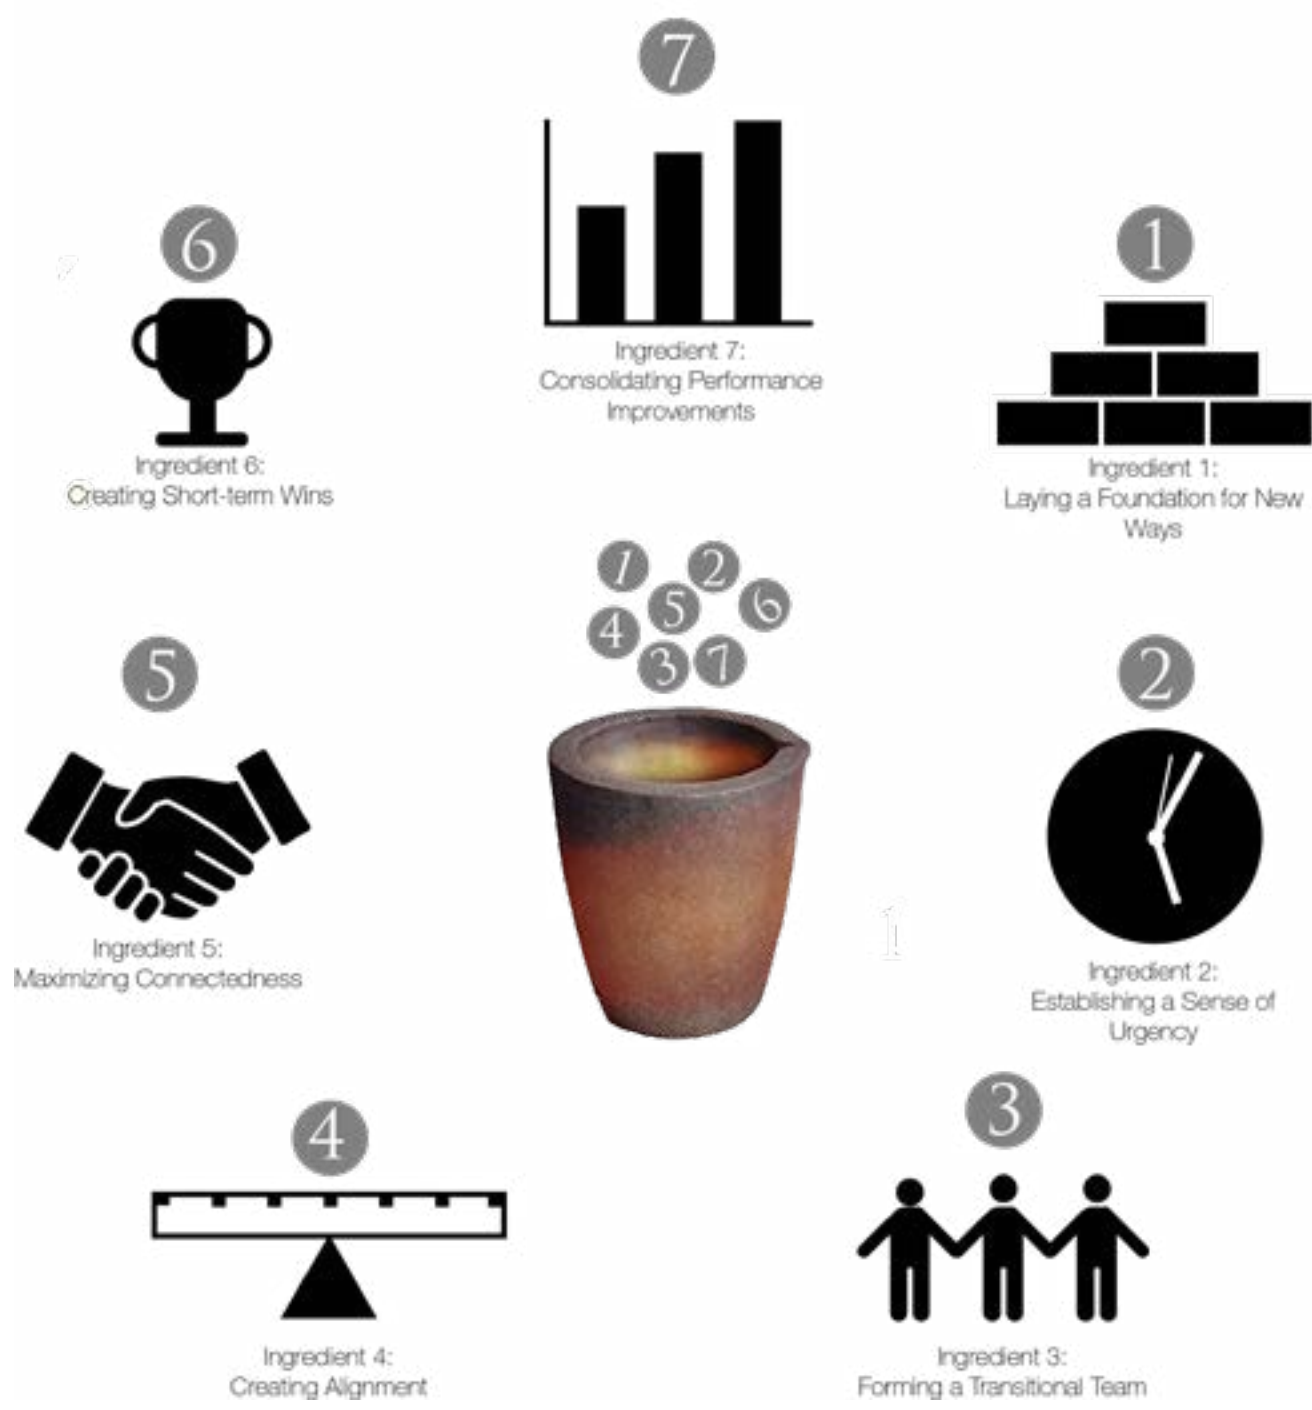 7
Ingredient 7:
Consolidating Performance
Improvements
6
Ingredient 6:
Creating Short-term Wins
1
Ingredient 1:
Laying a Foundation for New
Ways
1
2
5
6
4
3
7
5
Ingredient 5:
Maximizing Connectedness
2
Ingredient 2:
Establishing a Sense of
Urgency
1
4
Ingredient 4:
Creating Alignment
3
Ingredient 3:
Forming a Transitional Team